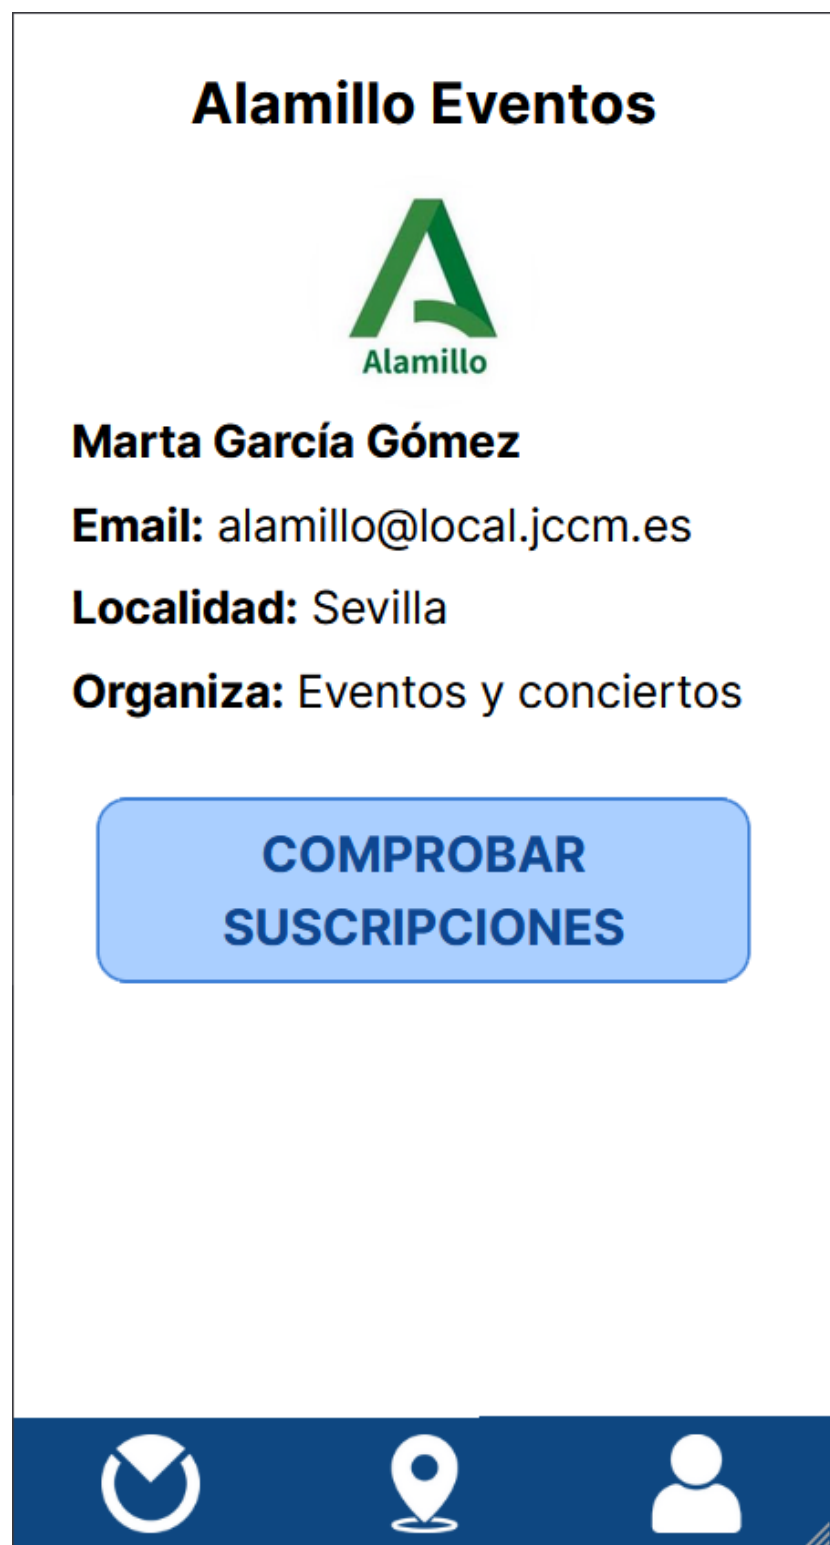 Alamillo Eventos
Alamillo
Marta García Gómez
Email: alamillo@local.jccm.es
Localidad: Sevilla
Organiza: Eventos y conciertos
COMPROBAR
SUSCRIPCIONES